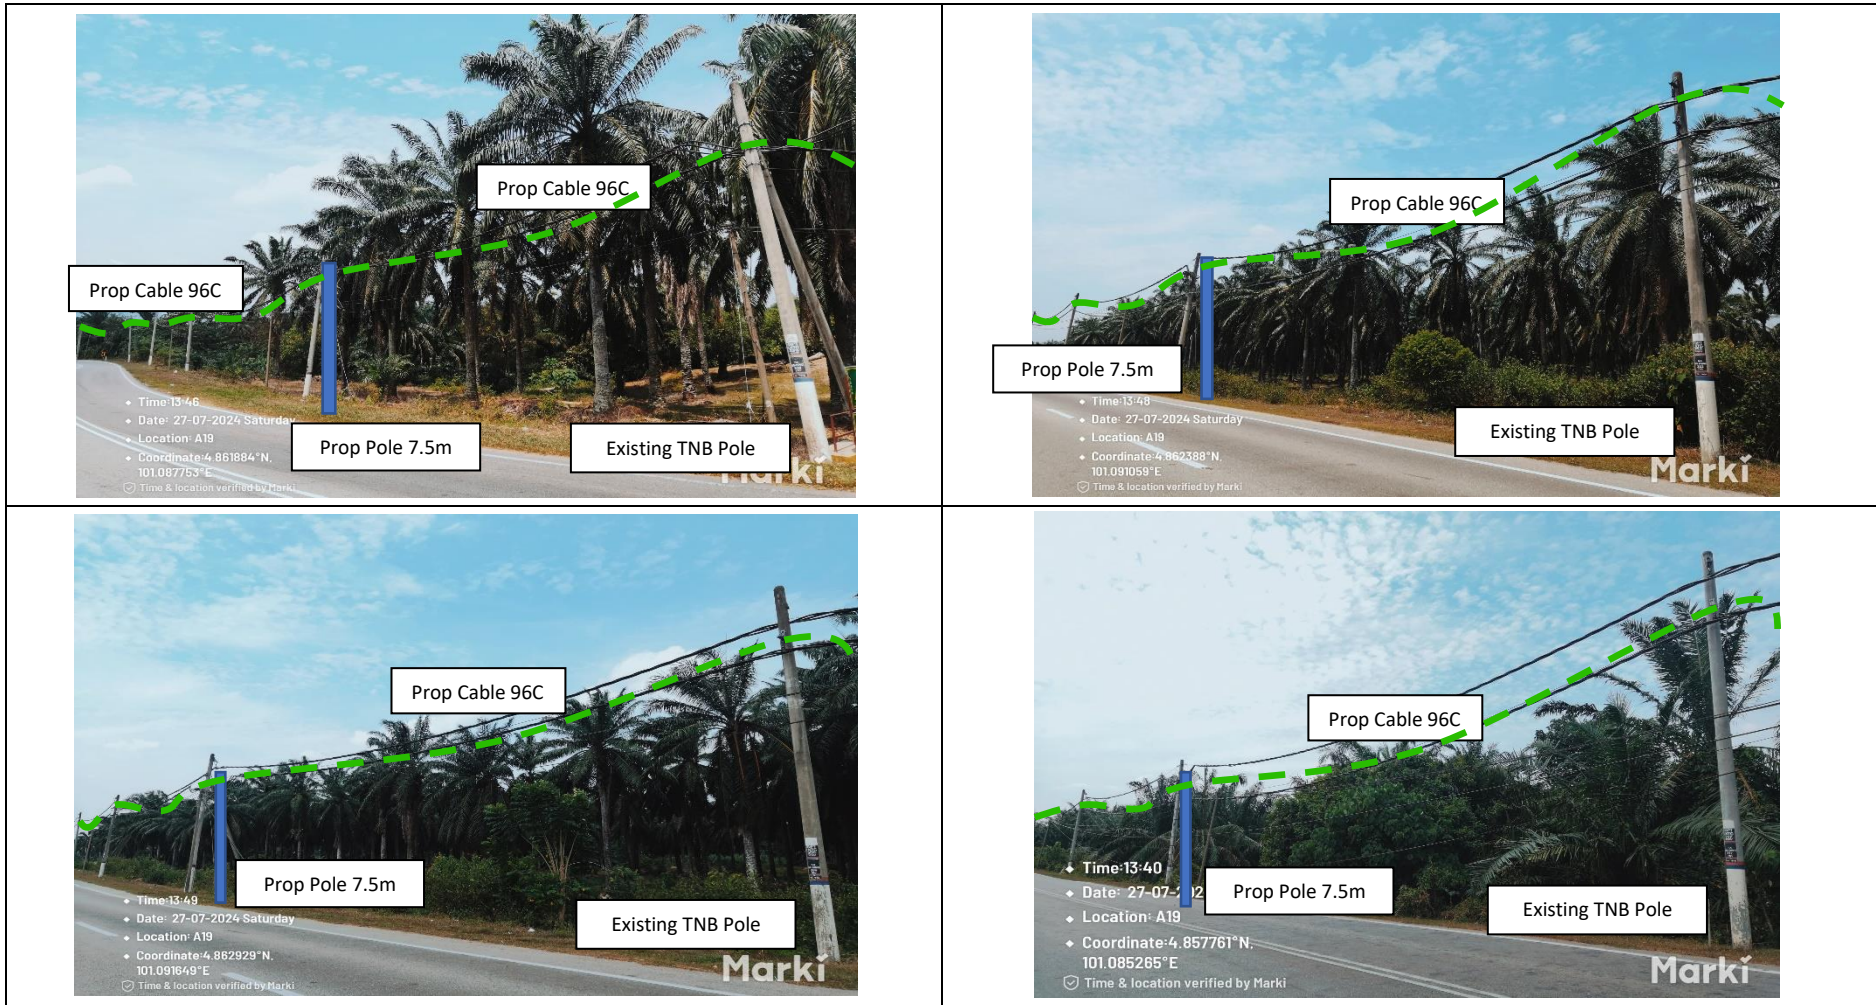 Prop Cable 96C
Prop Cable 96C
Prop Pole 7.5m
Existing TNB Pole
Time:13:46
Date: 27-07-2024 Saturday
Location: A19
Coordinate:4.861884°N,
101.087753°E
Time & location verified by Marki
Marki
Prop Cable 96C
Prop Pole 7.5m
Existing TNB Pole
Time:13:48
Date: 27-07-2024 Saturday
Location: A19
Coordinate:4.862388°N,
101.091059°E
Time & location verified by Marki
Marki
Prop Cable 96C
Prop Pole 7.5m
Existing TNB Pole
Time:13:49
Date: 27-07-2024 Saturday
Location: A19
Coordinate:4.862929°N,
101.091649°E
Time & location verified by Marki
Marki
Prop Cable 96C
Prop Pole 7.5m
Existing TNB Pole
Time:13:40
Date: 27-07-202
Location: A19
Coordinate:4.857761°N,
101.085265°E
Time & location verified by Marki
Marki